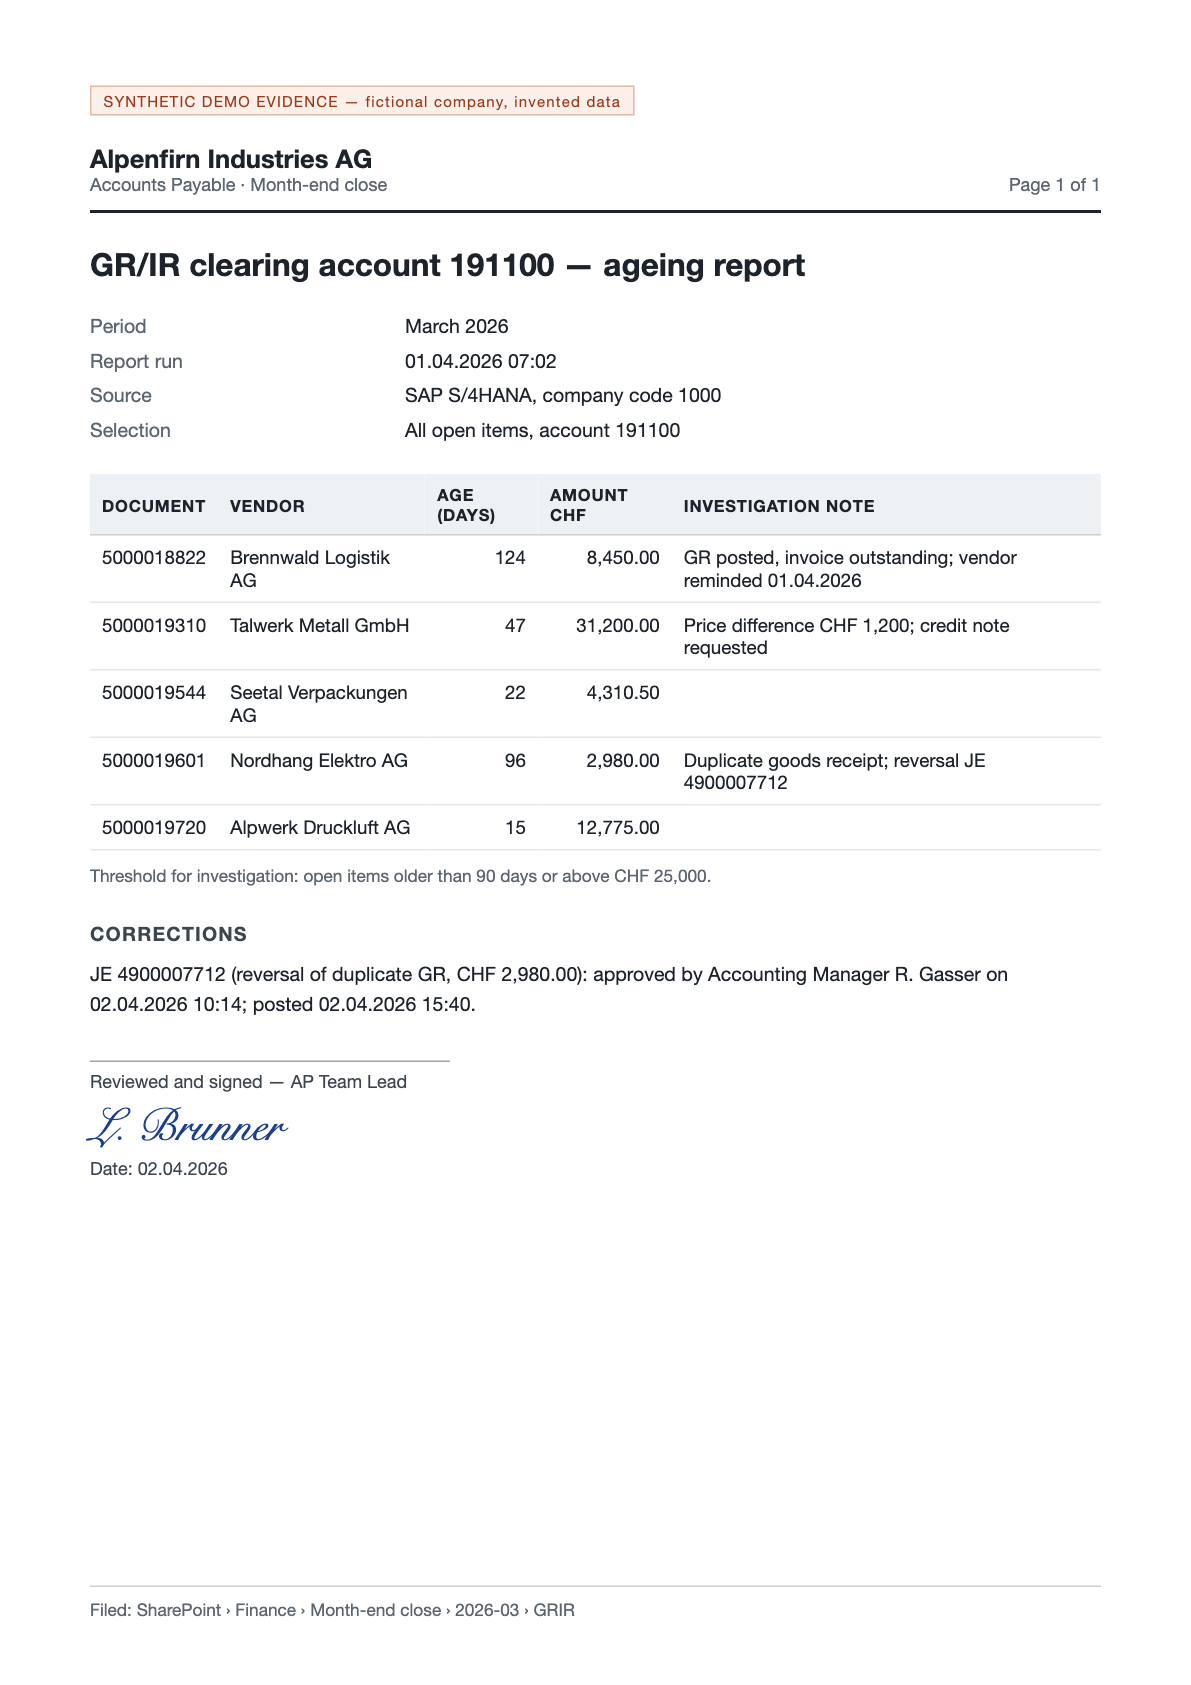 SYNTHETIC DEMO EVIDENCE — fictional company, invented data
Alpenfirn Industries AG
Accounts Payable · Month-end close
Page 1 of 1
GR/IR clearing account 191100 — ageing report
Period March 2026
Report run 01.04.2026 07:02
Source SAP S/4HANA, company code 1000
Selection All open items, account 191100
DOCUMENT VENDOR AGE (DAYS) AMOUNT CHF INVESTIGATION NOTE
5000018822 Brennwald Logistik AG 124 8,450.00 GR posted, invoice outstanding; vendor reminded 01.04.2026
5000019310 Talwerk Metall GmbH 47 31,200.00 Price difference CHF 1,200; credit note requested
5000019544 Seetal Verpackungen AG 22 4,310.50
5000019601 Nordhang Elektro AG 96 2,980.00 Duplicate goods receipt; reversal JE 4900007712
5000019720 Alpwerk Druckluft AG 15 12,775.00
Threshold for investigation: open items older than 90 days or above CHF 25,000.
CORRECTIONS
JE 4900007712 (reversal of duplicate GR, CHF 2,980.00): approved by Accounting Manager R. Gasser on
02.04.2026 10:14; posted 02.04.2026 15:40.
Reviewed and signed — AP Team Lead
L. Brunner
Date: 02.04.2026
Filed: SharePoint › Finance › Month-end close › 2026-03 › GRIR